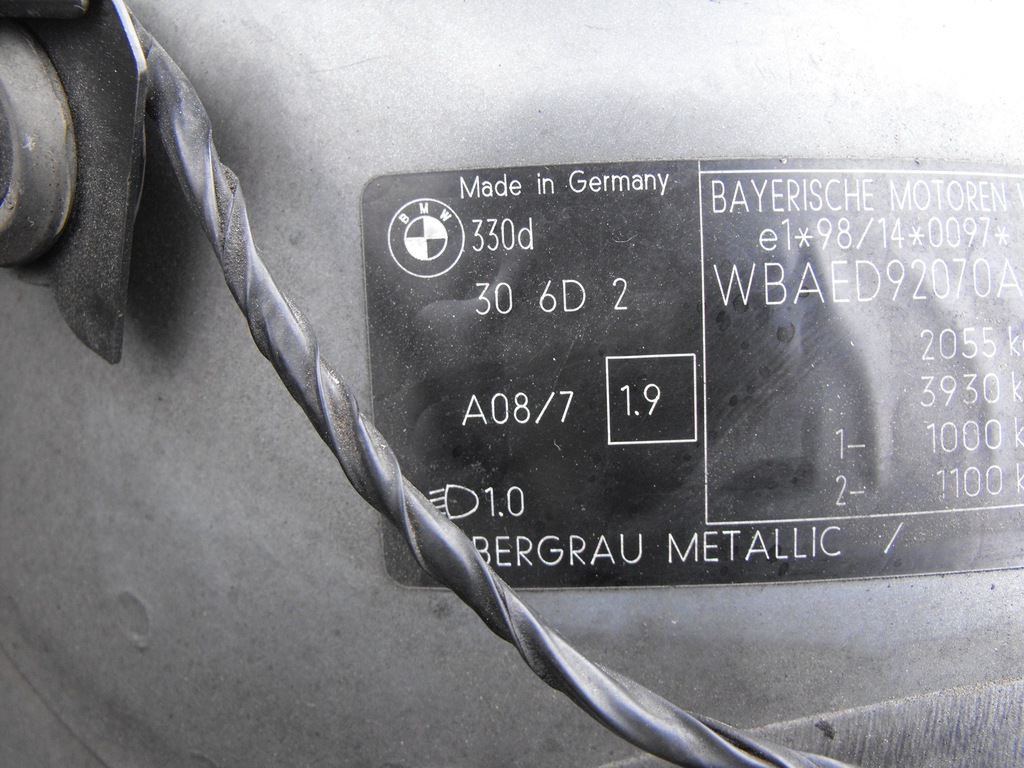 Made in Germany
BMW
330d
30 6D 2
A08/7
1.9
1.0
METALLIC /
BAYERISCHE MOTOREN
e1*98/14*0097*
WBAED92070A
2055
3930
1- 1000
2- 1100